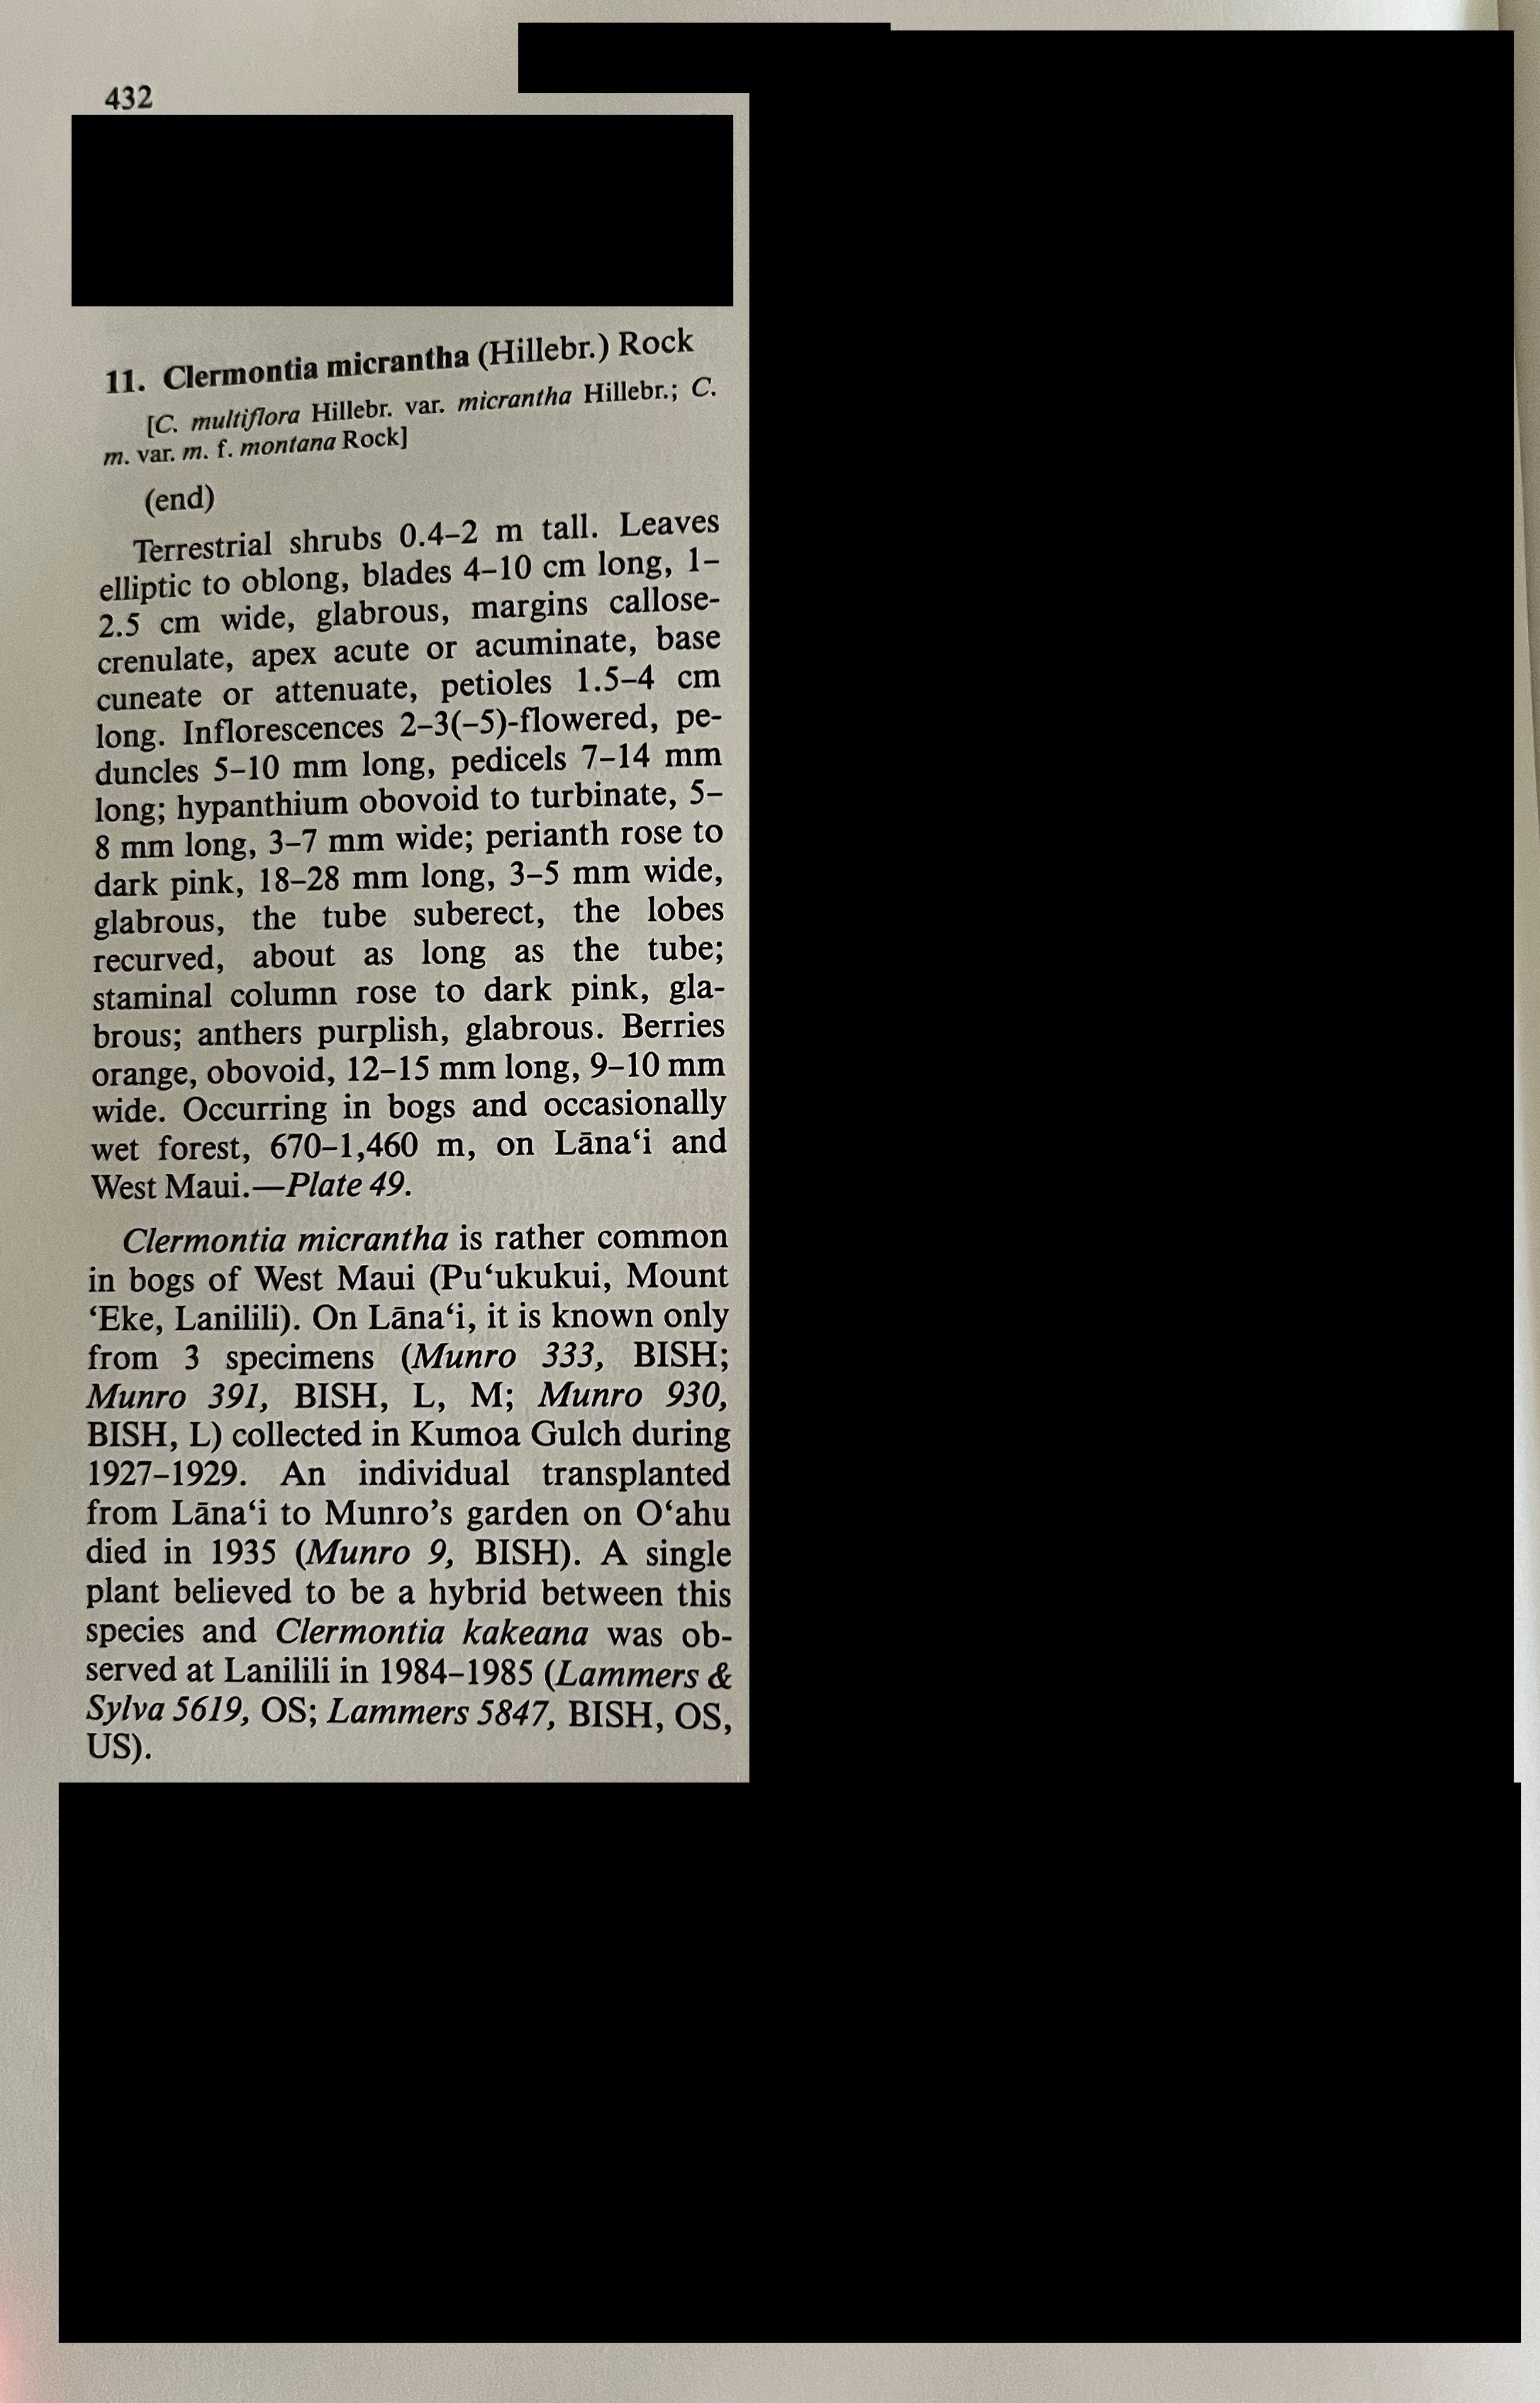 432
11. Clermontia micrantha (Hillebr.) Rock
[C. multiflora Hillebr. var. micrantha Hillebr.; C.
m. var. m. f. montana Rock]
(end)
Terrestrial shrubs 0.4–2 m tall. Leaves
elliptic to oblong, blades 4–10 cm long, 1–
2.5 cm wide, glabrous, margins callose-
crenulate, apex acute or acuminate, base
cuneate or attenuate, petioles 1.5–4 cm
long. Inflorescences 2–3(–5)-flowered, pe-
duncles 5–10 mm long, pedicels 7–14 mm
long; hypanthium obovoid to turbinate, 5–
8 mm long, 3–7 mm wide; perianth rose to
dark pink, 18–28 mm long, 3–5 mm wide,
glabrous, the tube suberect, the lobes
recurved, about as long as the tube;
staminal column rose to dark pink, gla-
brous; anthers purplish, glabrous. Berries
orange, obovoid, 12–15 mm long, 9–10 mm
wide. Occurring in bogs and occasionally
wet forest, 670–1,460 m, on Lānaʻi and
West Maui.—Plate 49.
Clermontia micrantha is rather common
in bogs of West Maui (Puʻukukui, Mount
ʻEke, Lanilili). On Lānaʻi, it is known only
from 3 specimens (Munro 333, BISH;
Munro 391, BISH, L, M; Munro 930,
BISH, L) collected in Kumoa Gulch during
1927–1929. An individual transplanted
from Lānaʻi to Munro’s garden on Oʻahu
died in 1935 (Munro 9, BISH). A single
plant believed to be a hybrid between this
species and Clermontia kakeana was ob-
served at Lanilili in 1984–1985 (Lammers &
Sylva 5619, OS; Lammers 5847, BISH, OS,
US).